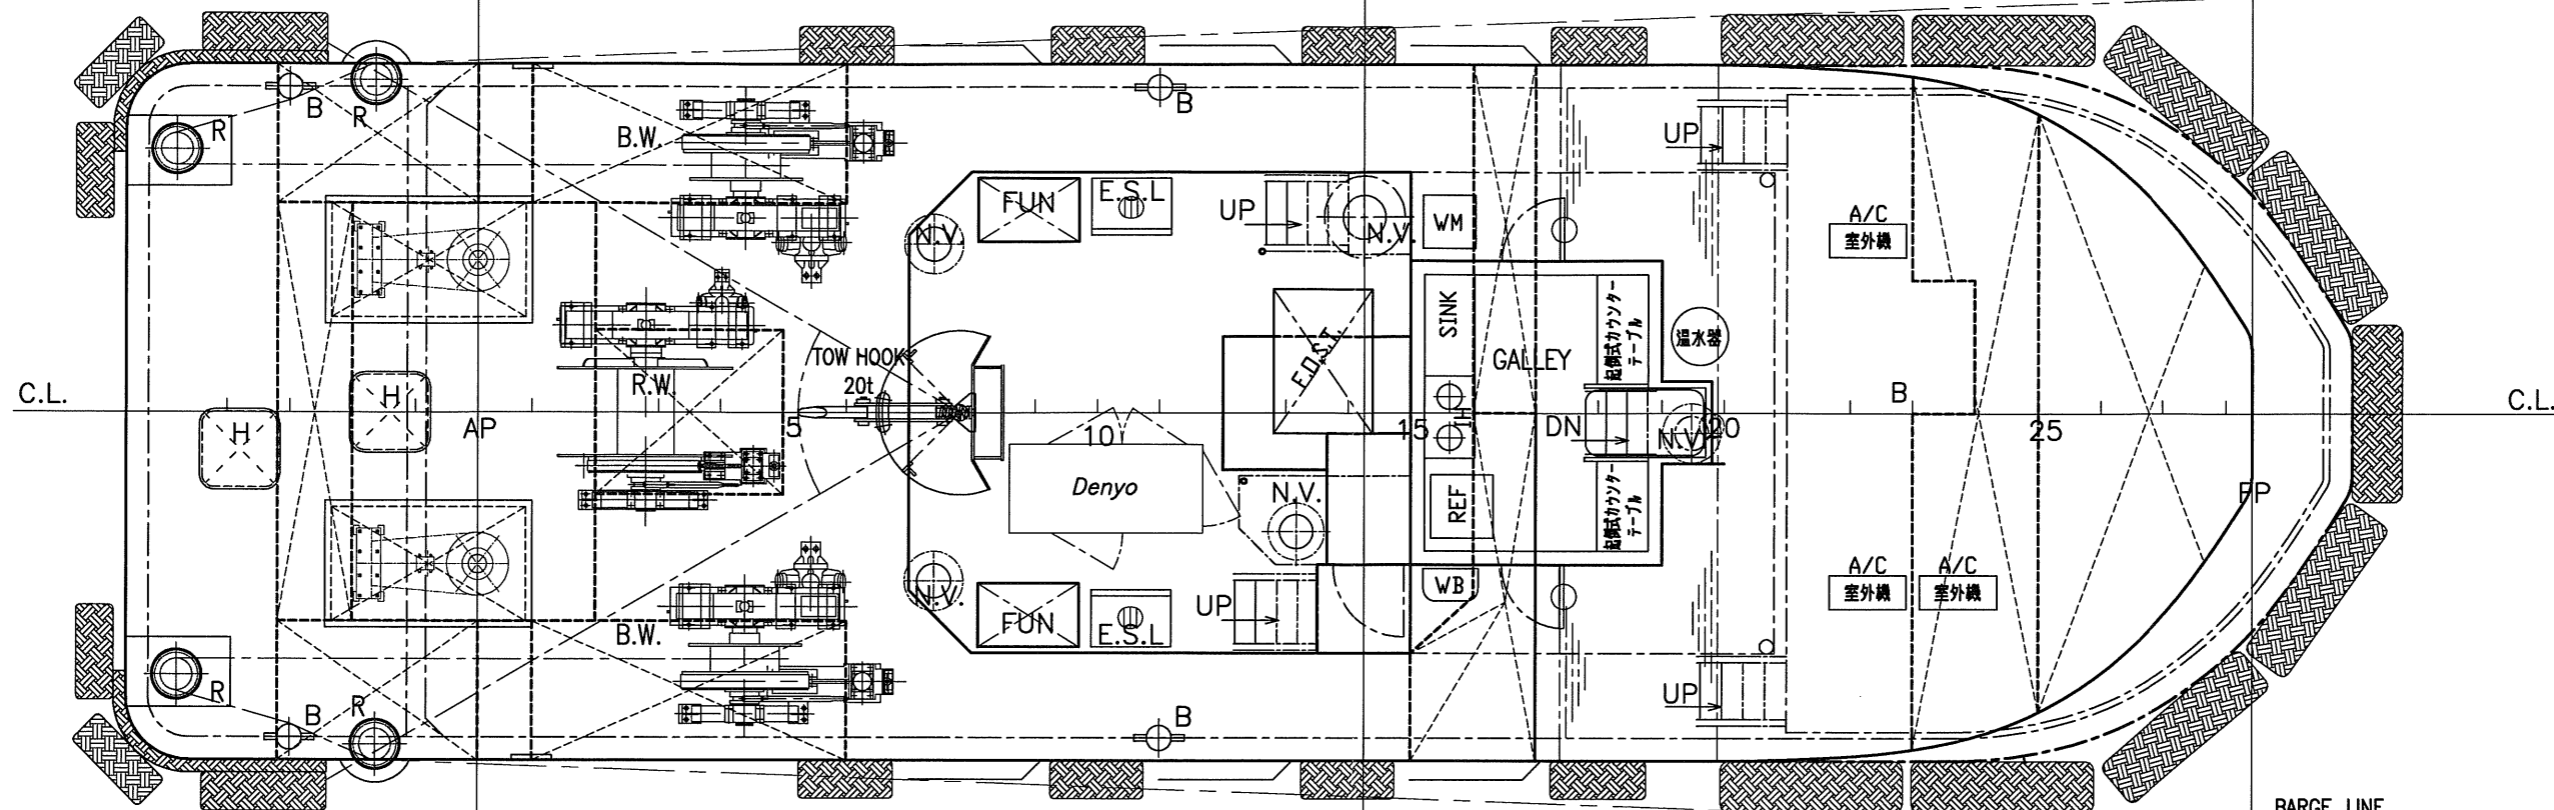 B
R
R
B.W.
B
UP
FUN
E.S.L
UP
N.V.
N.V.
WM
A/C
室外機
TOW HOOK
20t
R.W.
F.O.S.T.
SINK
GALLEY
起倒式カウンター
テーブル
温水器
C.L.
H
H
AP
5
10
15
IH
DN
N.V.
20
B
25
C.L.
Denyo
N.V.
REF
起倒式カウンター
テーブル
FP
N.V.
FUN
E.S.L
UP
WB
A/C
室外機
A/C
室外機
B.W.
R
B
R
B
UP
BARGE LINE